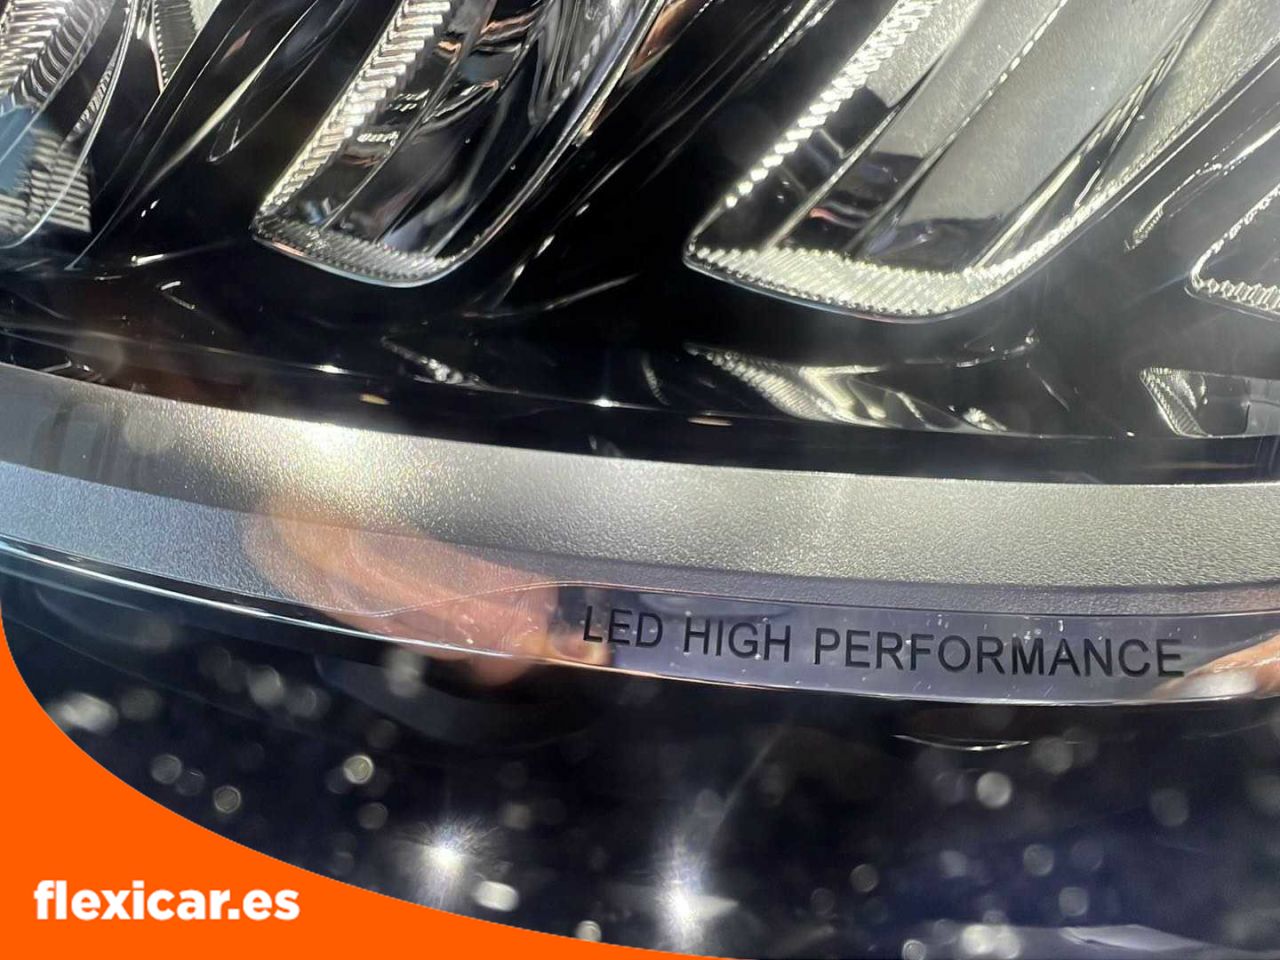 LED HIGH PERFORMANCE
flexicar.es